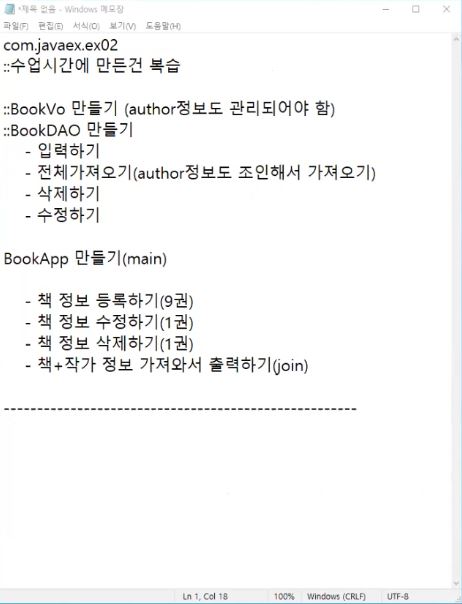 *제목 없음 - Windows 메모장
파일(F) 편집(E) 서식(O) 보기(V) 도움말(H)
com.javaex.ex02
::수업시간에 만든건 복습
::BookVo 만들기 (author정보도 관리되어야 함)
::BookDAO 만들기
- 입력하기
- 전체가져오기(author정보도 조인해서 가져오기)
- 삭제하기
- 수정하기
BookApp 만들기(main)
- 책 정보 등록하기(9권)
- 책 정보 수정하기(1권)
- 책 정보 삭제하기(1권)
- 책+작가 정보 가져와서 출력하기(join)
-----------------------------------------------------
Ln 1, Col 18 100% Windows (CRLF) UTF-8